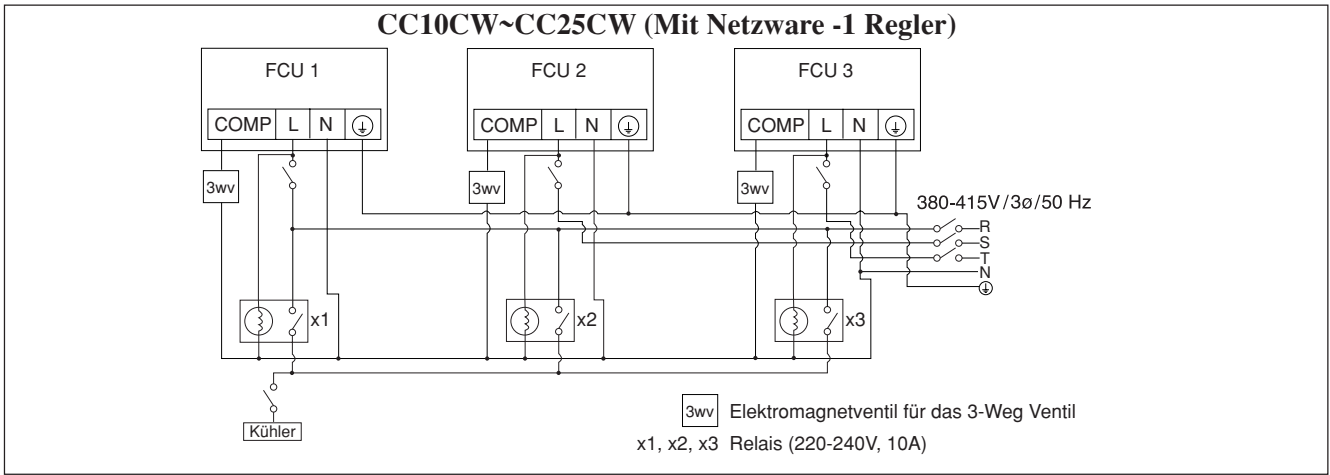 CC10CW~CC25CW (Mit Netzware -1 Regler)
FCU 1
FCU 2
FCU 3
COMP L N ⏚
COMP L N ⏚
COMP L N ⏚
3wv
3wv
3wv
380-415V/3ø/50 Hz
R
S
T
N
⏚
x1
x2
x3
Kühler
3wv Elektromagnetventil für das 3-Weg Ventil
x1, x2, x3 Relais (220-240V, 10A)